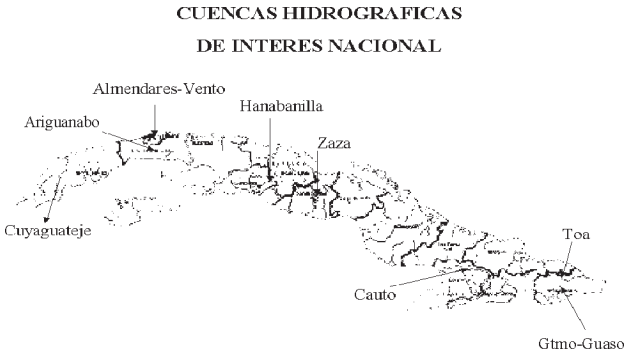 CUENCAS HIDROGRAFICAS
DE INTERES NACIONAL
Almendares-Vento
Hanabanilla
Ariguanabo
Zaza
Cuyaguateje
Toa
Cauto
Gtmo-Guaso